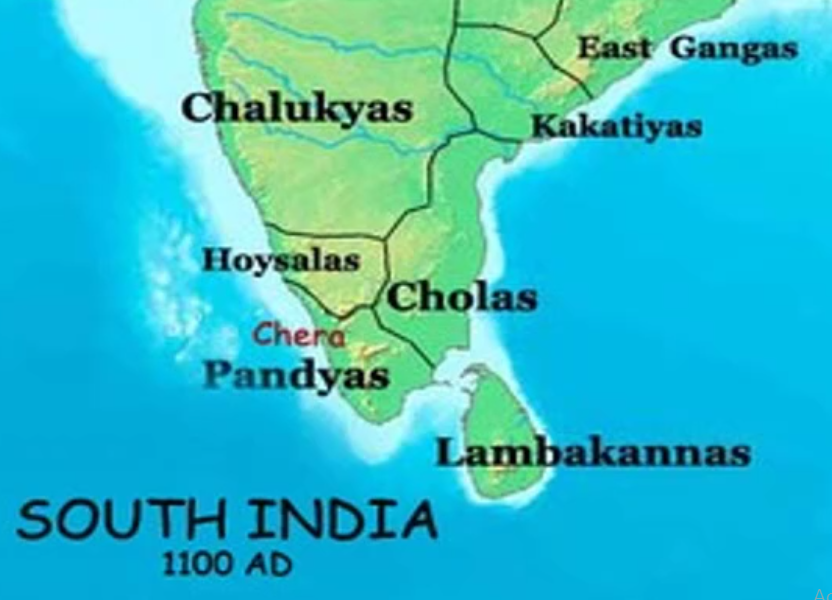 East Gangas
Chalukyas
Kakatiyas
Hoysalas
Cholas
Chera
Pandyas
Lambakannas
SOUTH INDIA
1100 AD